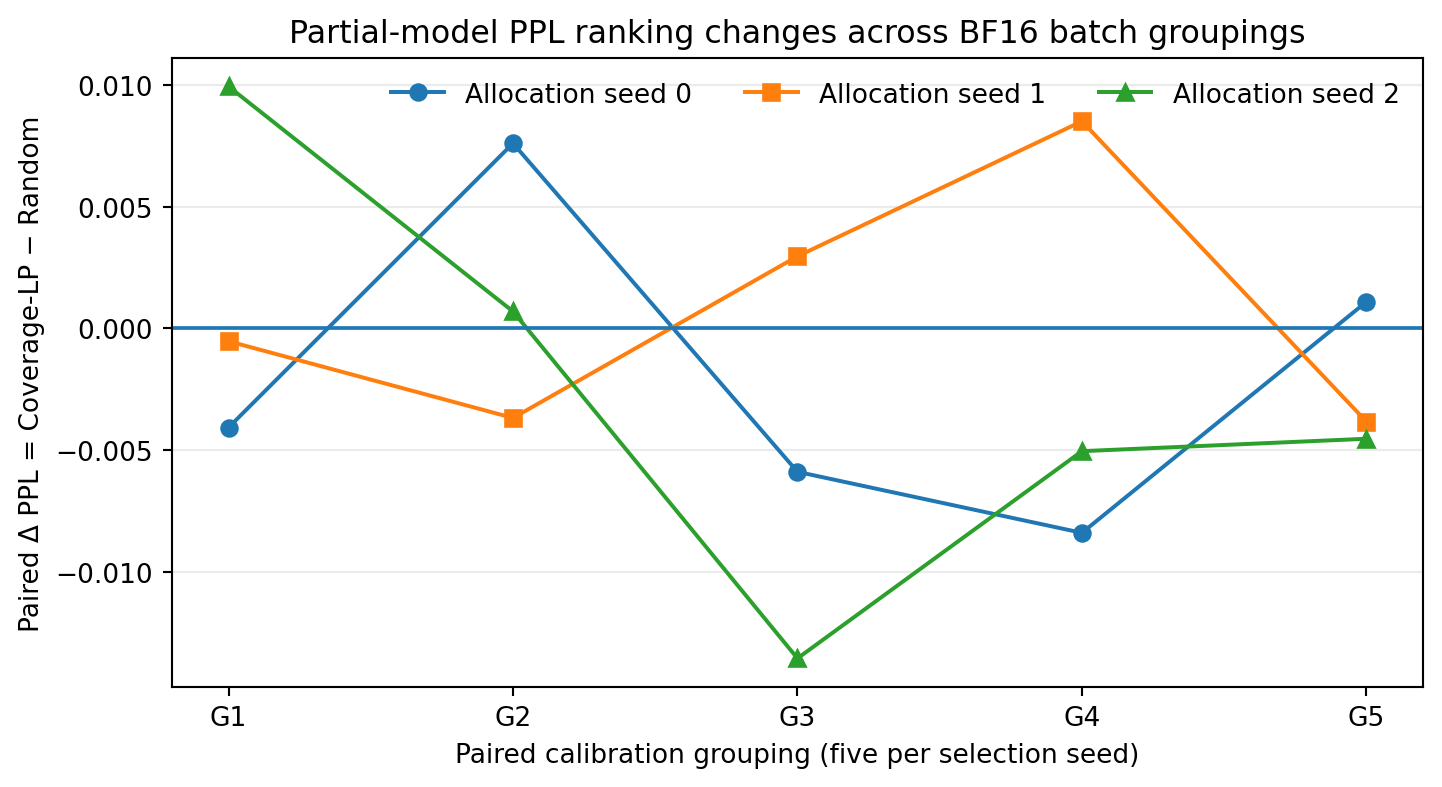 Partial-model PPL ranking changes across BF16 batch groupings
Allocation seed 0
Allocation seed 1
Allocation seed 2
Paired Δ PPL = Coverage-LP − Random
0.010
0.005
0.000
−0.005
−0.010
G1
G2
G3
G4
G5
Paired calibration grouping (five per selection seed)